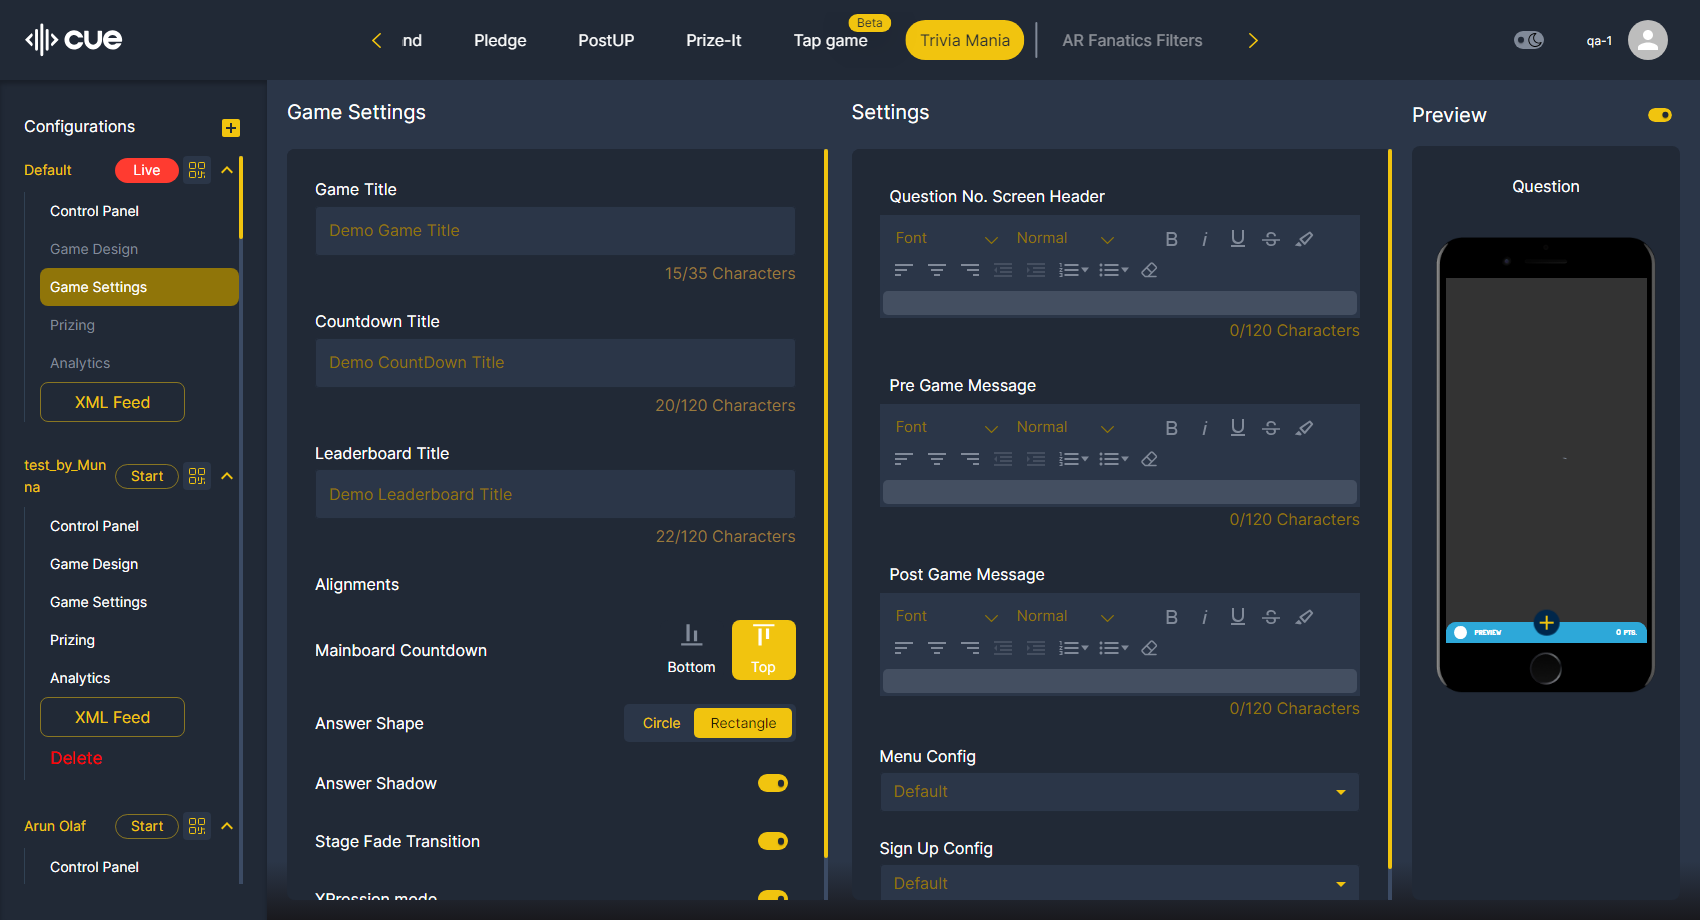 cue
nd
Pledge
PostUP
Prize-It
Tap game
Beta
Trivia Mania
AR Fanatics Filters
qa-1
Configurations
Default
Live
Control Panel
Game Design
Game Settings
Prizing
Analytics
XML Feed
test_by_Mun
na
Start
Control Panel
Game Design
Game Settings
Prizing
Analytics
XML Feed
Delete
Arun Olaf
Start
Control Panel
Game Settings
Game Title
Demo Game Title
15/35 Characters
Countdown Title
Demo CountDown Title
20/120 Characters
Leaderboard Title
Demo Leaderboard Title
22/120 Characters
Alignments
Mainboard Countdown
Bottom
Top
Answer Shape
Circle
Rectangle
Answer Shadow
Stage Fade Transition
XPression mode
Settings
Question No. Screen Header
Font
Normal
B i U S
0/120 Characters
Pre Game Message
Font
Normal
B i U S
0/120 Characters
Post Game Message
Font
Normal
B i U S
0/120 Characters
Menu Config
Default
Sign Up Config
Default
Preview
Question
PREVIEW
0 PTS.